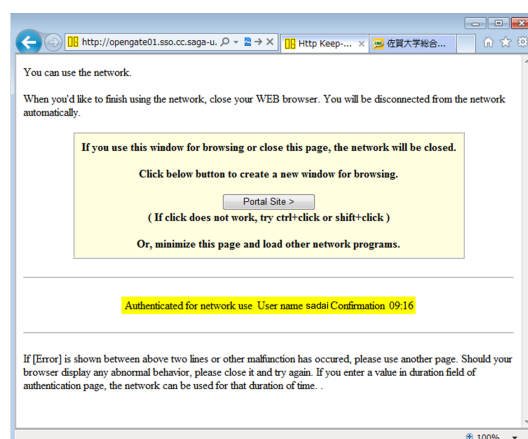 http://opengate01.sso.cc.saga-u.
Http Keep-...
佐賀大学総合...
You can use the network.
When you'd like to finish using the network, close your WEB browser. You will be disconnected from the network
automatically.
If you use this window for browsing or close this page, the network will be closed.
Click below button to create a new window for browsing.
Portal Site >
( If click does not work, try ctrl+click or shift+click )
Or, minimize this page and load other network programs.
Authenticated for network use User name sadai Confirmation 09:16
If [Error] is shown between above two lines or other malfunction has occured, please use another page. Should your
browser display any abnormal behavior, please close it and try again. If you enter a value in duration field of
authentication page, the network can be used for that duration of time. .
100%